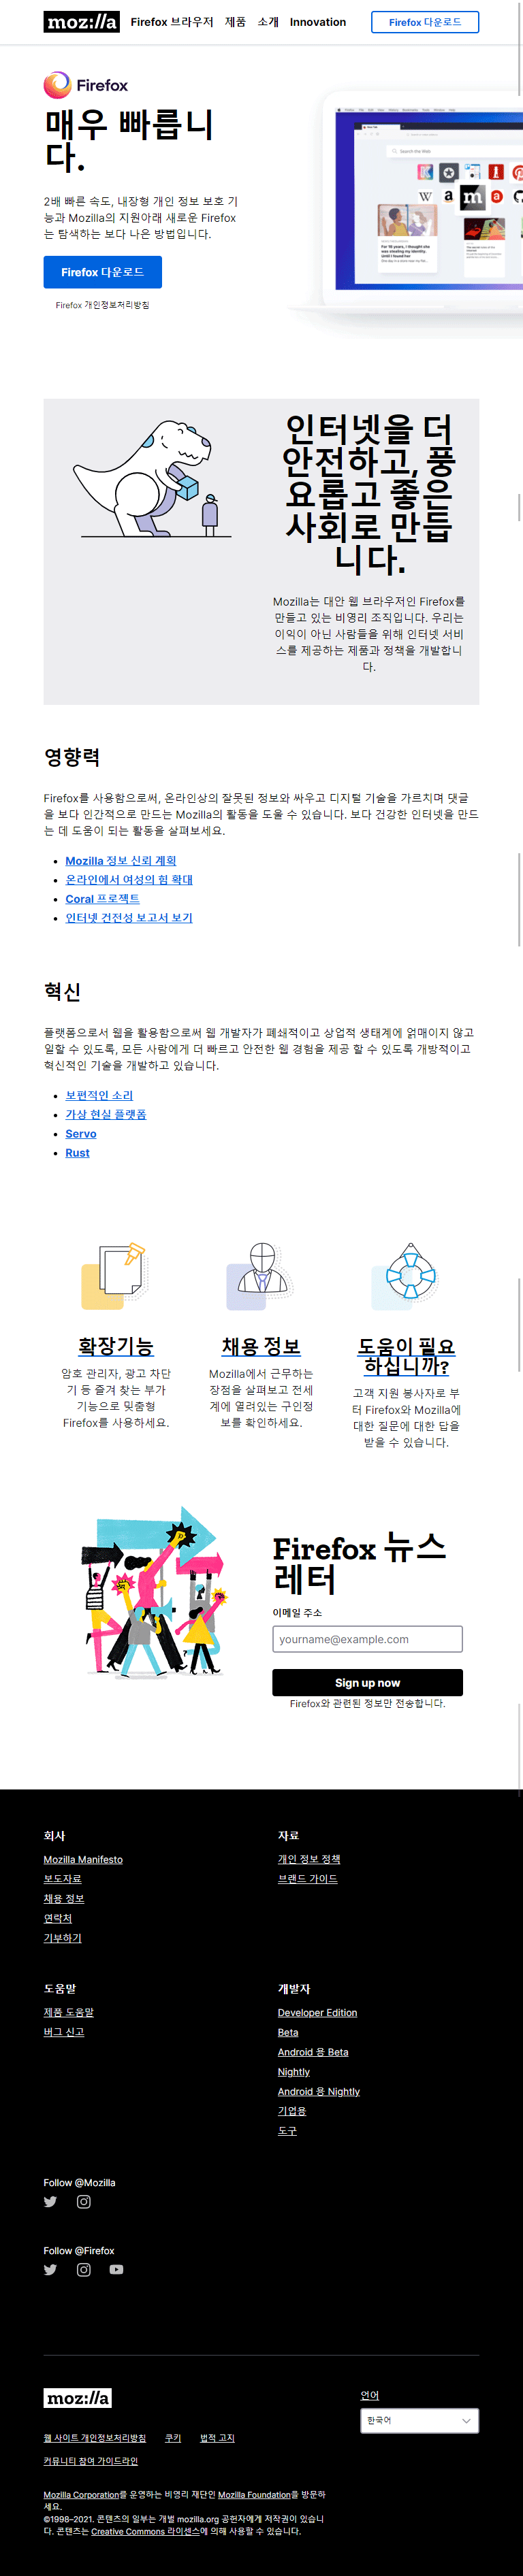 moz://a Firefox 브라우저 제품 소개 Innovation Firefox 다운로드
Firefox
매우 빠릅니
다.
2배 빠른 속도, 내장형 개인 정보 보호 기
능과 Mozilla의 지원아래 새로운 Firefox
는 탐색하는 보다 나은 방법입니다.
Firefox 다운로드
Firefox 개인정보처리방침
Search the Web
인터넷을 더
안전하고, 풍
요롭고 좋은
사회로 만듭
니다.
Mozilla는 대안 웹 브라우저인 Firefox를
만들고 있는 비영리 조직입니다. 우리는
이익이 아닌 사람들을 위해 인터넷 서비
스를 제공하는 제품과 정책을 개발합니
다.
영향력
Firefox를 사용함으로써, 온라인상의 잘못된 정보와 싸우고 디지털 기술을 가르치며 댓글
을 보다 인간적으로 만드는 Mozilla의 활동을 도울 수 있습니다. 보다 건강한 인터넷을 만드
는 데 도움이 되는 활동을 살펴보세요.
Mozilla 정보 신뢰 계획
온라인에서 여성의 힘 확대
Coral 프로젝트
인터넷 건전성 보고서 보기
혁신
플랫폼으로서 웹을 활용함으로써 웹 개발자가 폐쇄적이고 상업적 생태계에 얽매이지 않고
일할 수 있도록, 모든 사람에게 더 빠르고 안전한 웹 경험을 제공 할 수 있도록 개방적이고
혁신적인 기술을 개발하고 있습니다.
보편적인 소리
가상 현실 플랫폼
Servo
Rust
확장기능
암호 관리자, 광고 차단
기 등 즐겨 찾는 부가
기능으로 맞춤형
Firefox를 사용하세요.
채용 정보
Mozilla에서 근무하는
장점을 살펴보고 전세
계에 열려있는 구인정
보를 확인하세요.
도움이 필요
하십니까?
고객 지원 봉사자로 부
터 Firefox와 Mozilla에
대한 질문에 대한 답을
받을 수 있습니다.
Firefox 뉴스
레터
이메일 주소
yourname@example.com
Sign up now
Firefox와 관련된 정보만 전송합니다.
회사
Mozilla Manifesto
보도자료
채용 정보
연락처
기부하기
자료
개인 정보 정책
브랜드 가이드
도움말
제품 도움말
버그 신고
개발자
Developer Edition
Beta
Android 용 Beta
Nightly
Android 용 Nightly
기업용
도구
Follow @Mozilla
Follow @Firefox
moz://a
언어
한국어
웹 사이트 개인정보처리방침 쿠키 법적 고지
커뮤니티 참여 가이드라인
Mozilla Corporation를 운영하는 비영리 재단인 Mozilla Foundation을 방문하
세요.
©1998–2021. 콘텐츠의 일부는 개별 mozilla.org 공헌자에게 저작권이 있습니
다. 콘텐츠는 Creative Commons 라이센스에 의해 사용할 수 있습니다.